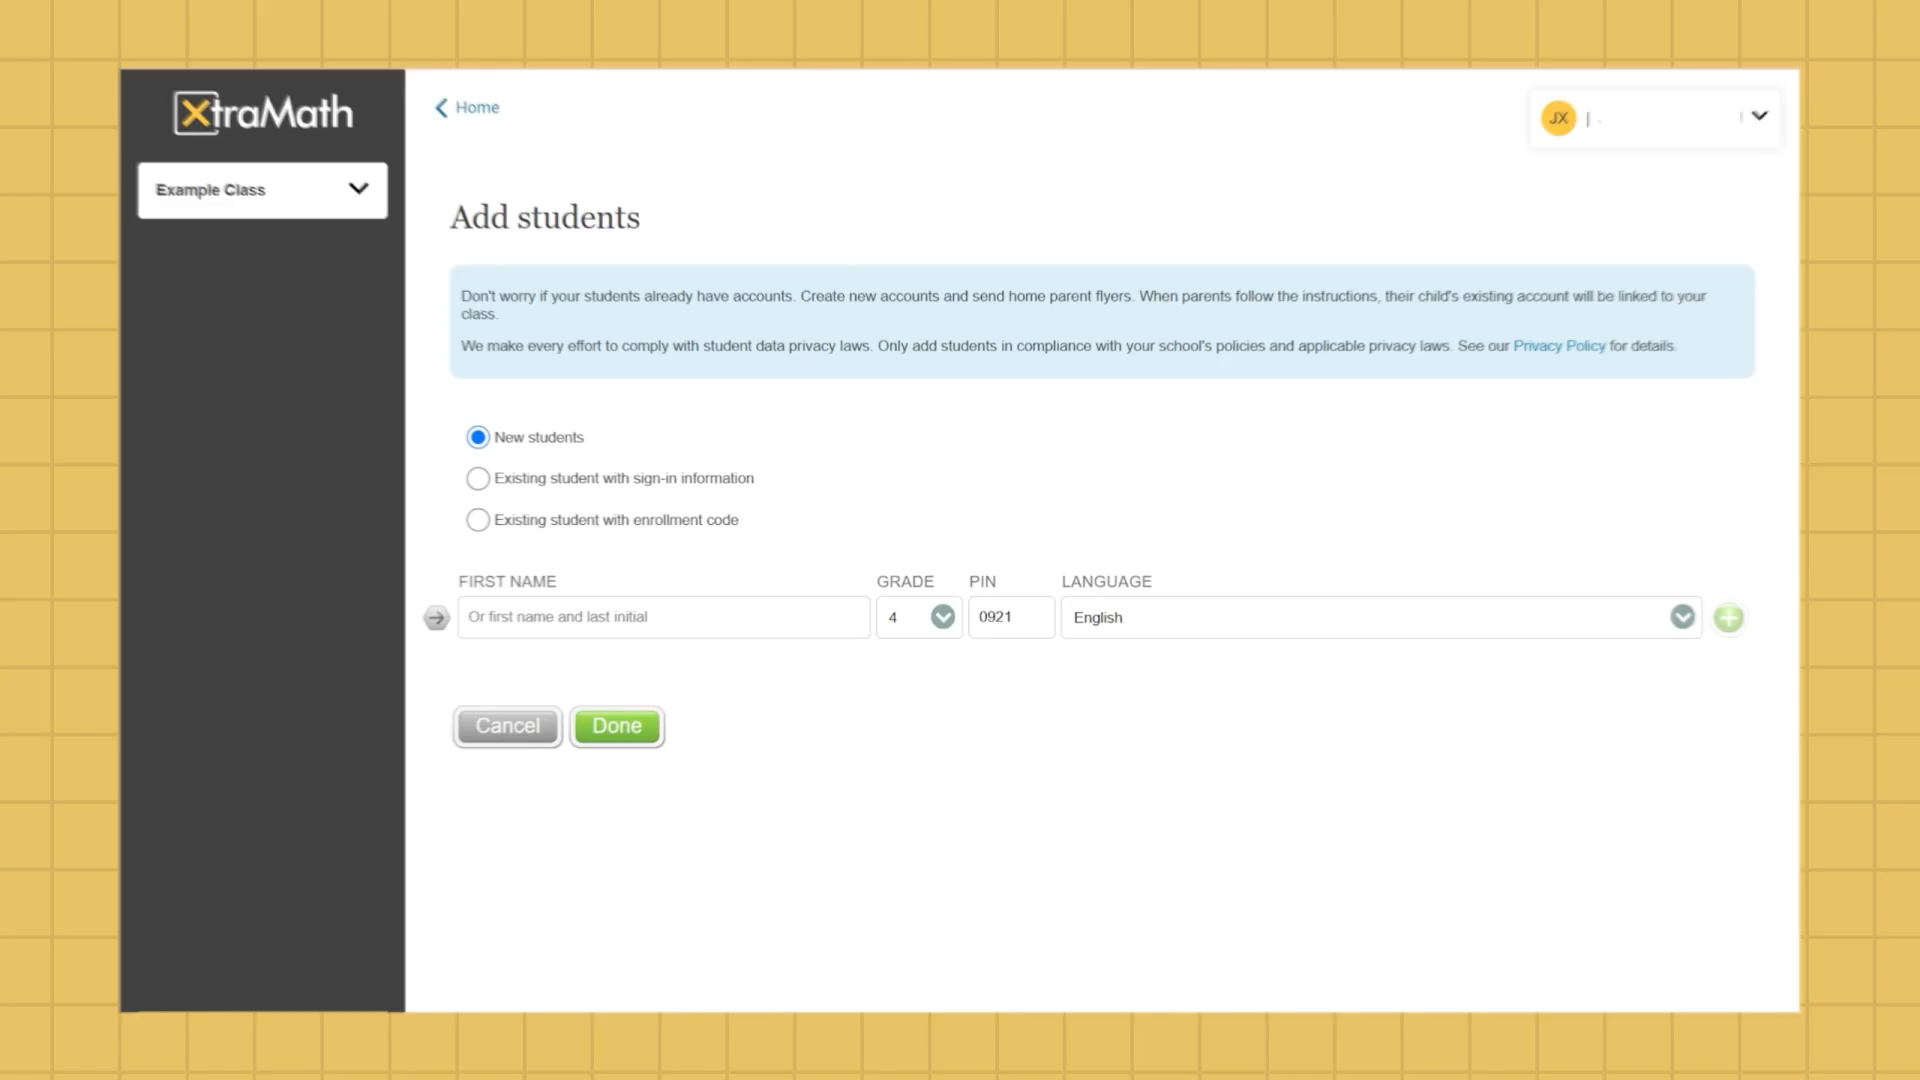 XtraMath
Example Class
Home
JX
Add students
Don't worry if your students already have accounts. Create new accounts and send home parent flyers. When parents follow the instructions, their child's existing account will be linked to your
class.
We make every effort to comply with student data privacy laws. Only add students in compliance with your school's policies and applicable privacy laws. See our Privacy Policy for details.
New students
Existing student with sign-in information
Existing student with enrollment code
FIRST NAME GRADE PIN LANGUAGE
Or first name and last initial 4 0921 English
Cancel Done